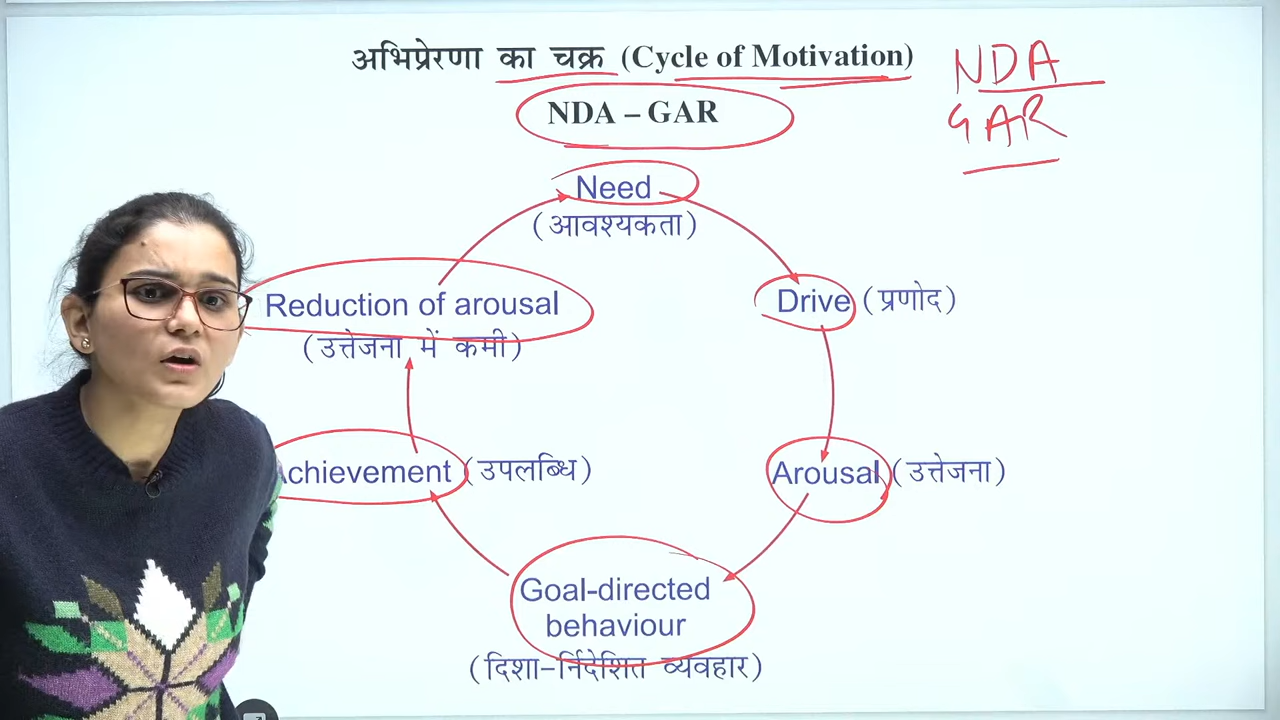 अभिप्रेरणा का चक्र (Cycle of Motivation)
NDA – GAR
NDA
GAR
Need
(आवश्यकता)
Drive (प्रणोद)
Arousal (उत्तेजना)
Goal-directed
behaviour
(दिशा-निर्देशित व्यवहार)
chievement (उपलब्धि)
Reduction of arousal
(उत्तेजना में कमी)